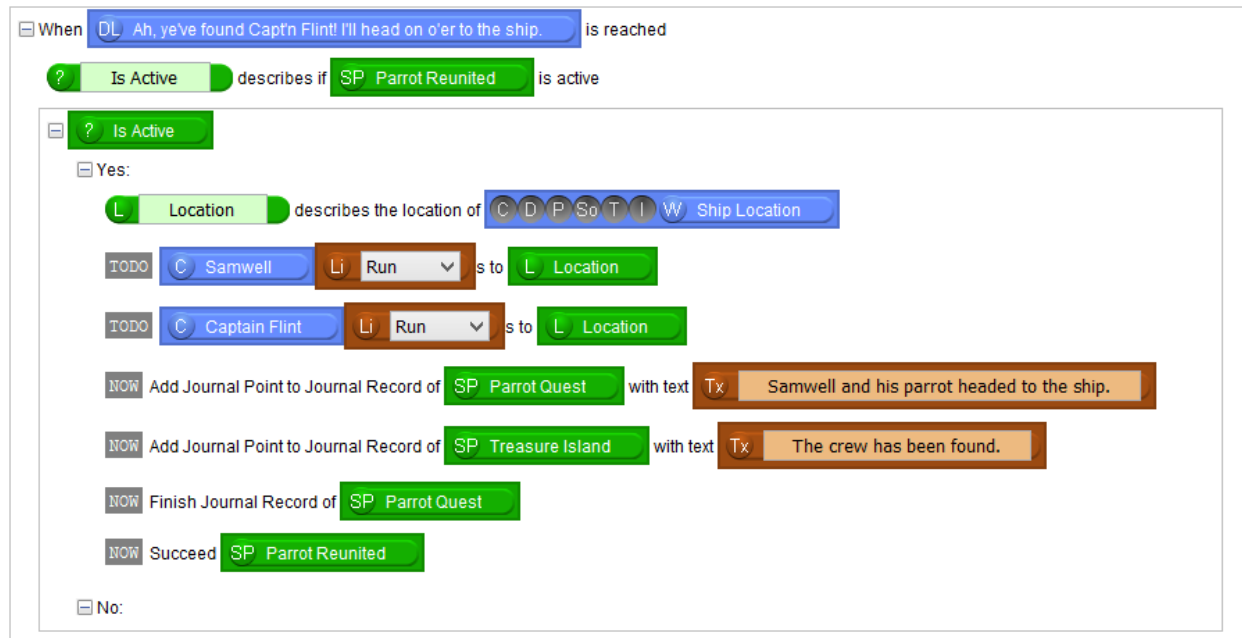 When DL Ah, ye've found Capt'n Flint! I'll head on o'er to the ship. is reached
? Is Active describes if SP Parrot Reunited is active
? Is Active
Yes:
L Location describes the location of C D P So T I W Ship Location
TODO C Samwell Li Run s to L Location
TODO C Captain Flint Li Run s to L Location
NOW Add Journal Point to Journal Record of SP Parrot Quest with text Tx Samwell and his parrot headed to the ship.
NOW Add Journal Point to Journal Record of SP Treasure Island with text Tx The crew has been found.
NOW Finish Journal Record of SP Parrot Quest
NOW Succeed SP Parrot Reunited
No: